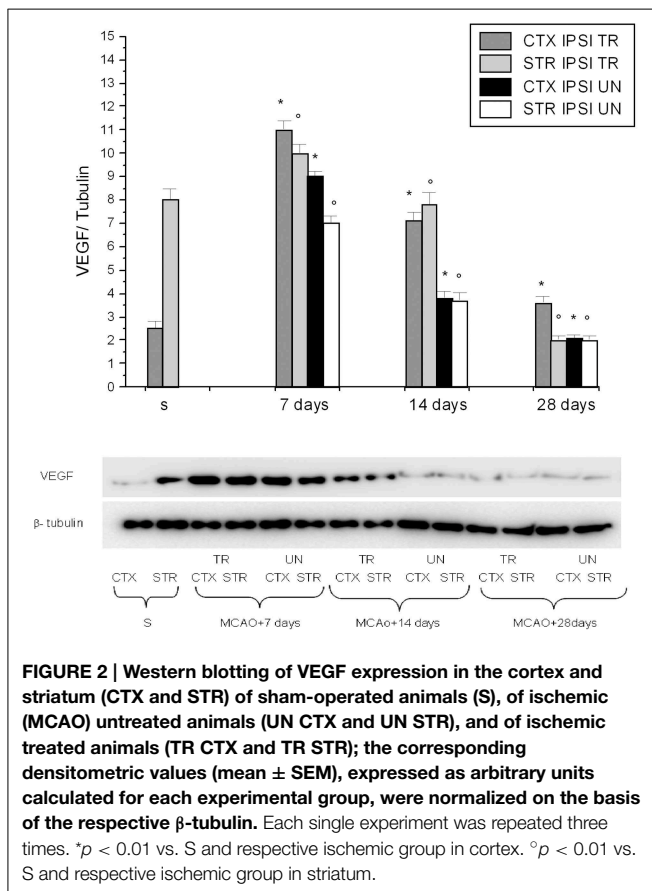 15
14
13
12
11
10
9
8
7
6
5
4
3
2
1
0
VEGF/ Tubulin
CTX IPSI TR
STR IPSI TR
CTX IPSI UN
STR IPSI UN
* ° * °
* ° * °
* ° * °
s 7 days 14 days 28 days
VEGF
β- tubulin
TR UN TR UN TR UN
CTX STR CTX STR CTX STR CTX STR CTX STR CTX STR CTX STR
S MCAO+7 days MCAo+14 days MCAO+28days
FIGURE 2 | Western blotting of VEGF expression in the cortex and
striatum (CTX and STR) of sham-operated animals (S), of ischemic
(MCAO) untreated animals (UN CTX and UN STR), and of ischemic
treated animals (TR CTX and TR STR); the corresponding
densitometric values (mean ± SEM), expressed as arbitrary units
calculated for each experimental group, were normalized on the basis
of the respective β-tubulin. Each single experiment was repeated three
times. *p < 0.01 vs. S and respective ischemic group in cortex. °p < 0.01 vs.
S and respective ischemic group in striatum.